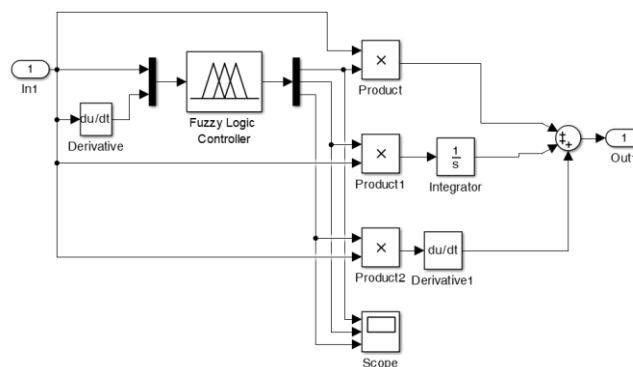 1
In1
du/dt
Derivative
Fuzzy Logic
Controller
×
Product
×
Product1
1
s
Integrator
×
Product2
du/dt
Derivative1
+
+
+
1
Out1
Scope